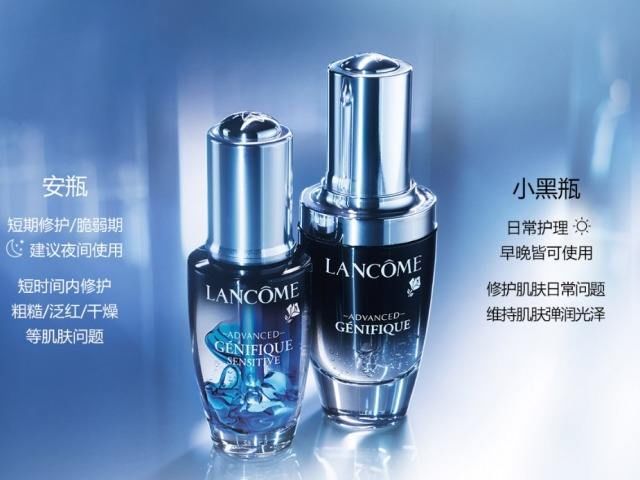 安瓶
短期修护/脆弱期
建议夜间使用
短时间内修护
粗糙/泛红/干燥
等肌肤问题
LANCÔME
ADVANCED
GÉNIFIQUE
SENSITIVE
LANCÔME
ADVANCED
GÉNIFIQUE
小黑瓶
日常护理
早晚皆可使用
修护肌肤日常问题
维持肌肤弹润光泽